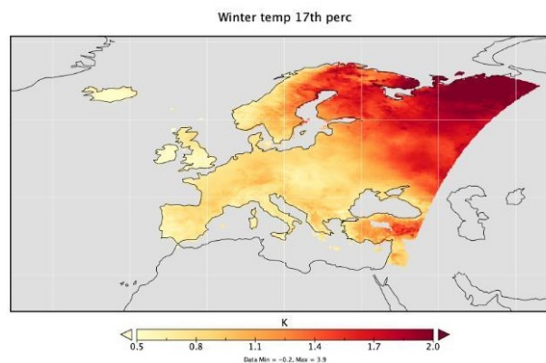 Winter temp 17th perc
K
0.5 0.8 1.1 1.4 1.7 2.0
Data Min = -0.2, Max = 3.9